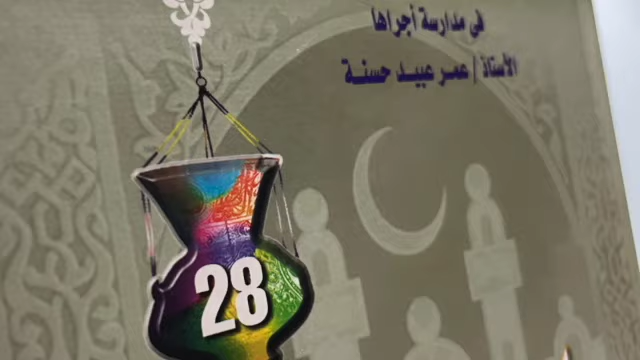 في مدارسة أجراها
الأستاذ / عمر عبيد حسنة
28